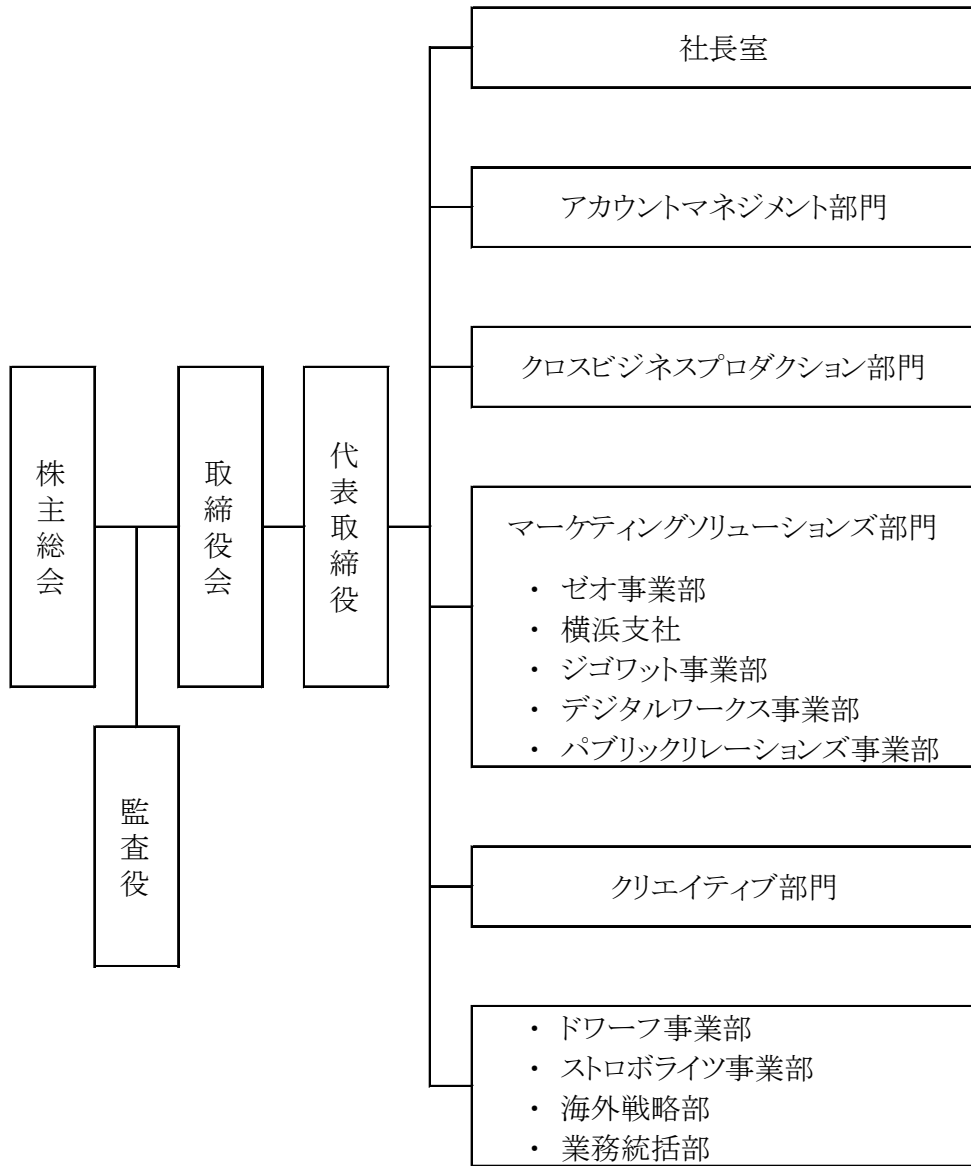 社長室
アカウントマネジメント部門
クロスビジネスプロダクション部門
株主総会
取締役会
代表取締役
マーケティングソリューションズ部門
・ ゼオ事業部
・ 横浜支社
・ ジゴワット事業部
・ デジタルワークス事業部
・ パブリックリレーションズ事業部
監査役
クリエイティブ部門
・ ドワーフ事業部
・ ストロボライツ事業部
・ 海外戦略部
・ 業務統括部